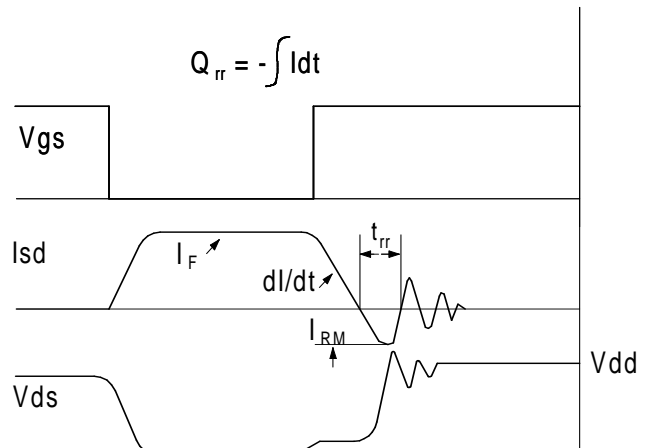 Q rr = - ∫ Idt
Vgs
Isd
I F
dI/dt
t rr
I RM
Vds
Vdd